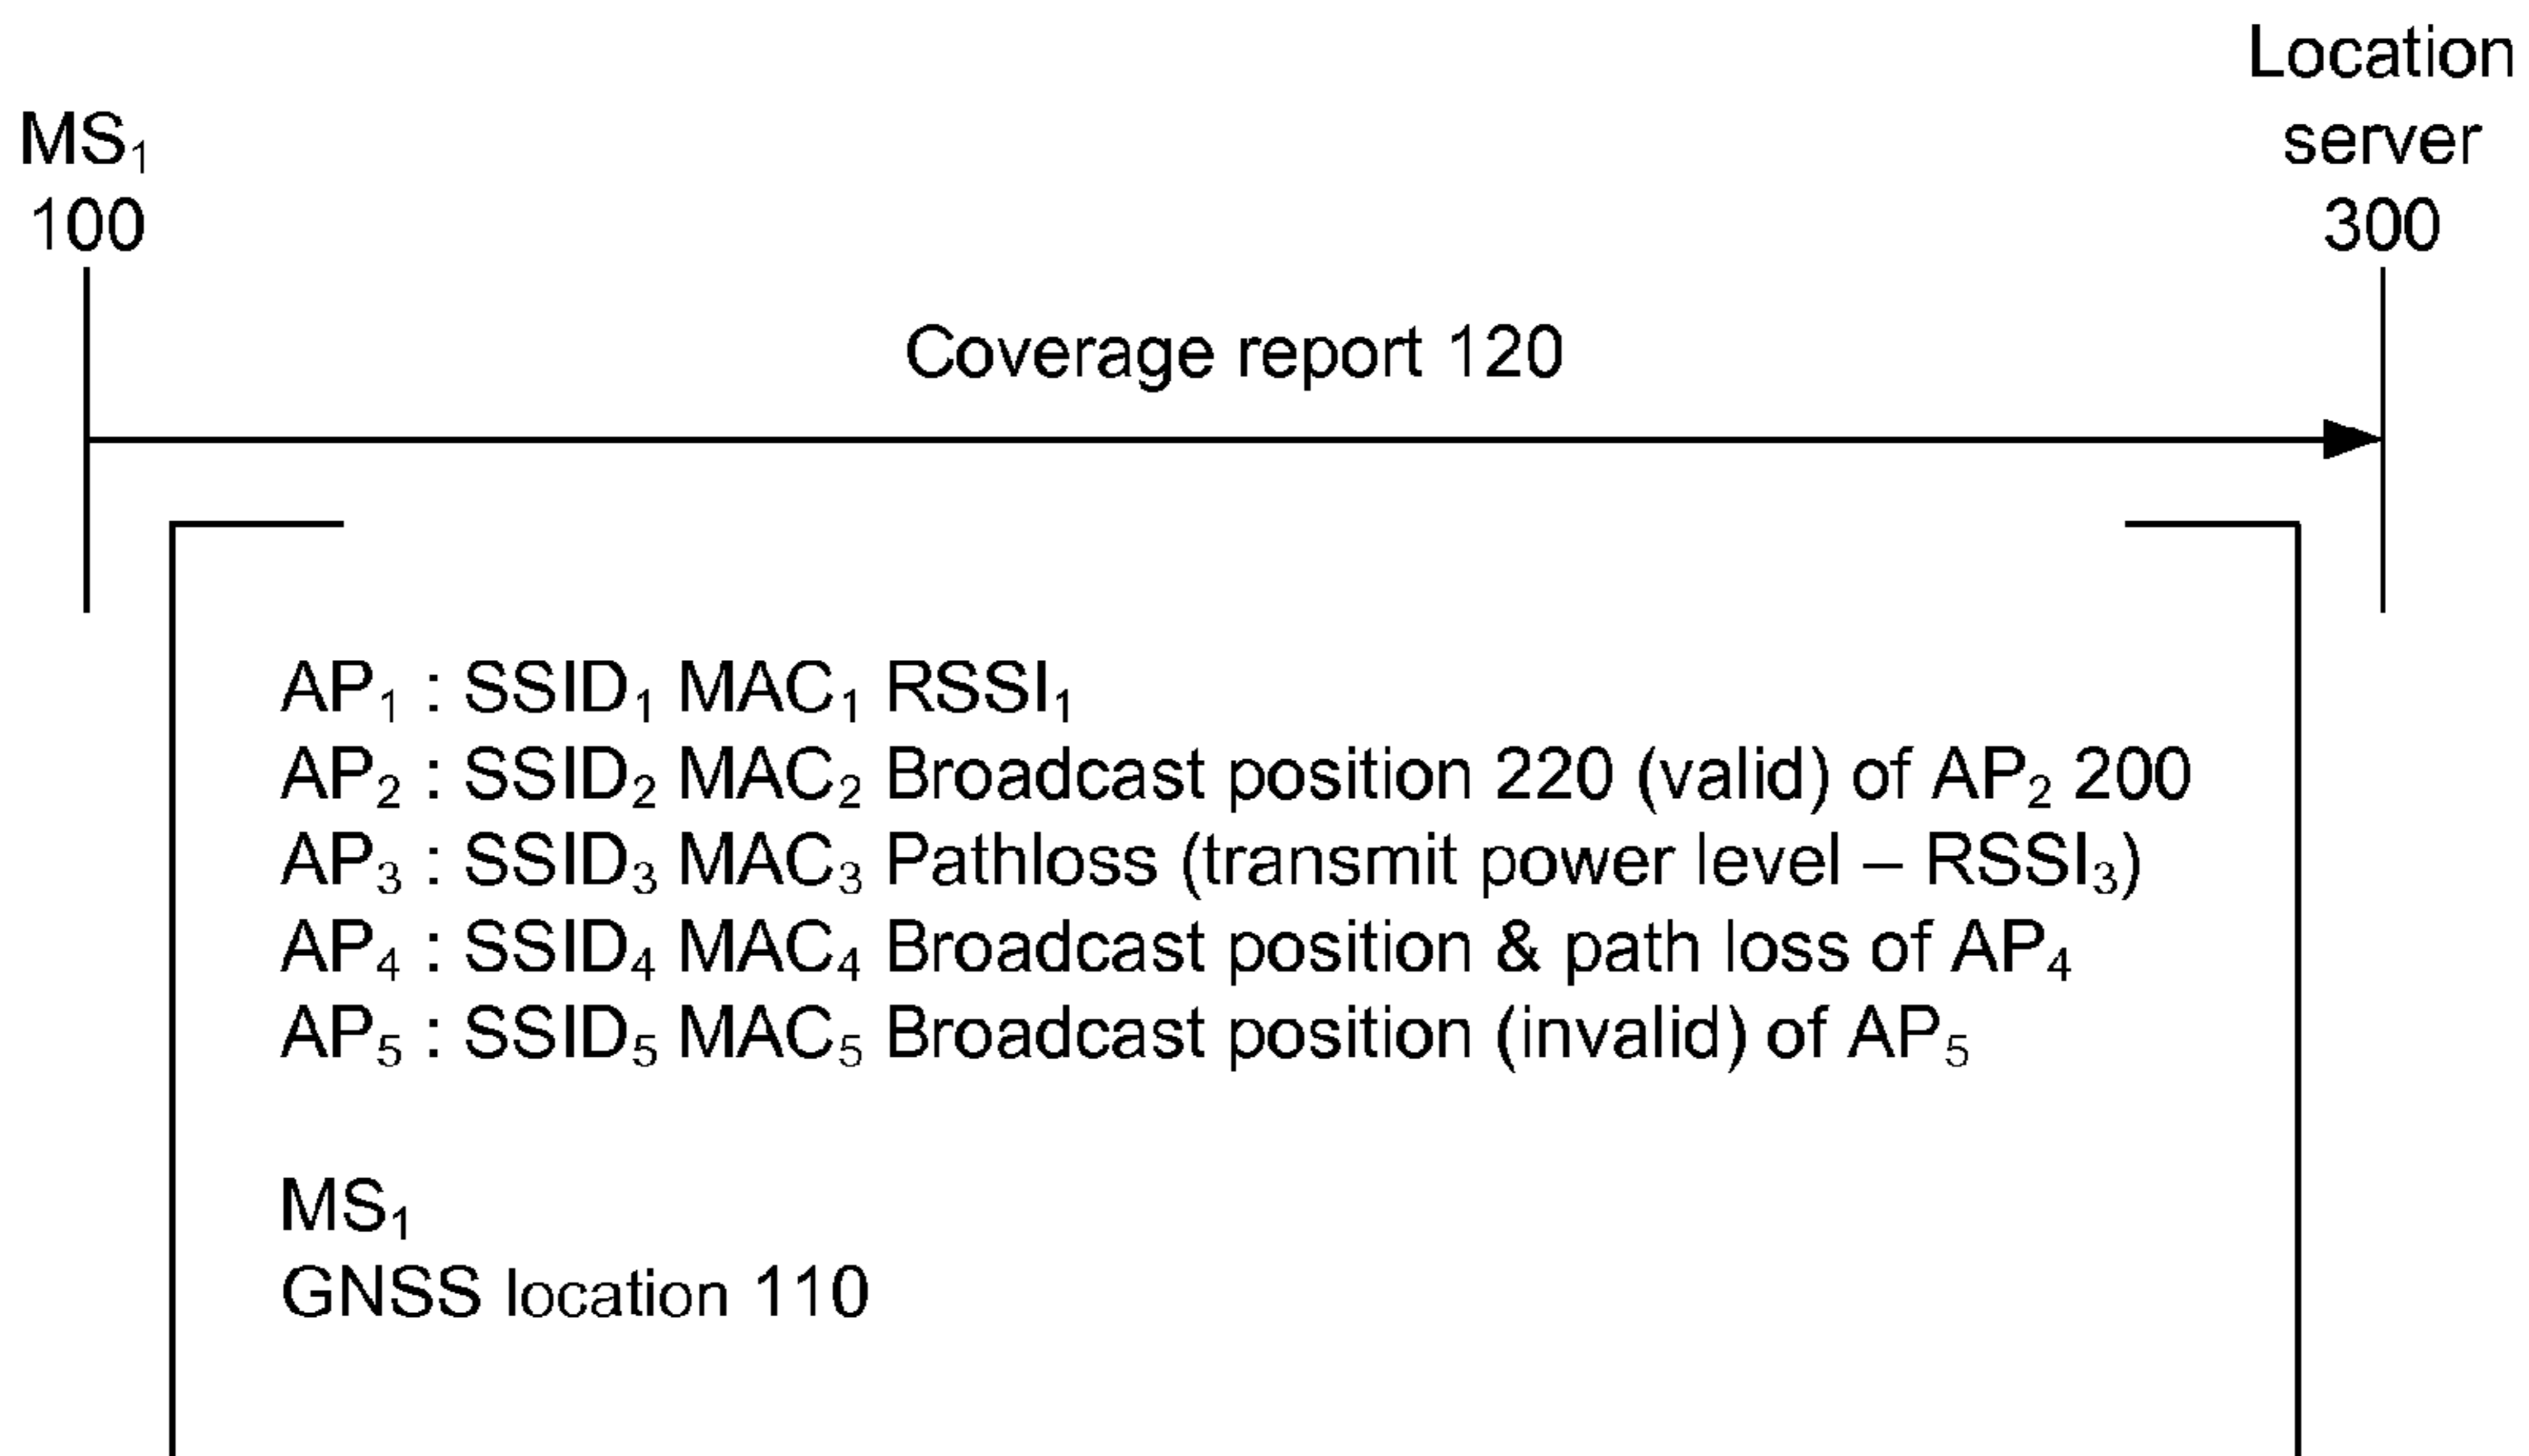 MS₁
100
Location
server
300
Coverage report 120
AP₁ : SSID₁ MAC₁ RSSI₁
AP₂ : SSID₂ MAC₂ Broadcast position 220 (valid) of AP₂ 200
AP₃ : SSID₃ MAC₃ Pathloss (transmit power level – RSSI₃)
AP₄ : SSID₄ MAC₄ Broadcast position & path loss of AP₄
AP₅ : SSID₅ MAC₅ Broadcast position (invalid) of AP₅
MS₁
GNSS location 110